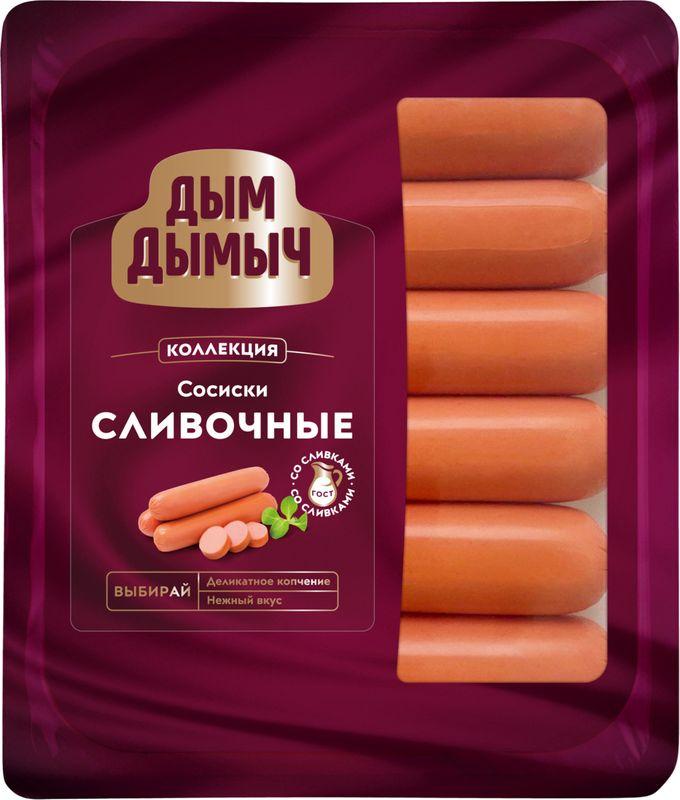 ДЫМ
ДЫМЫЧ
КОЛЛЕКЦИЯ
Сосиски
СЛИВОЧНЫЕ
СО СЛИВКАМИ
ГОСТ
СО СЛИВКАМИ
ВЫБИРАЙ
Деликатное копчение
Нежный вкус